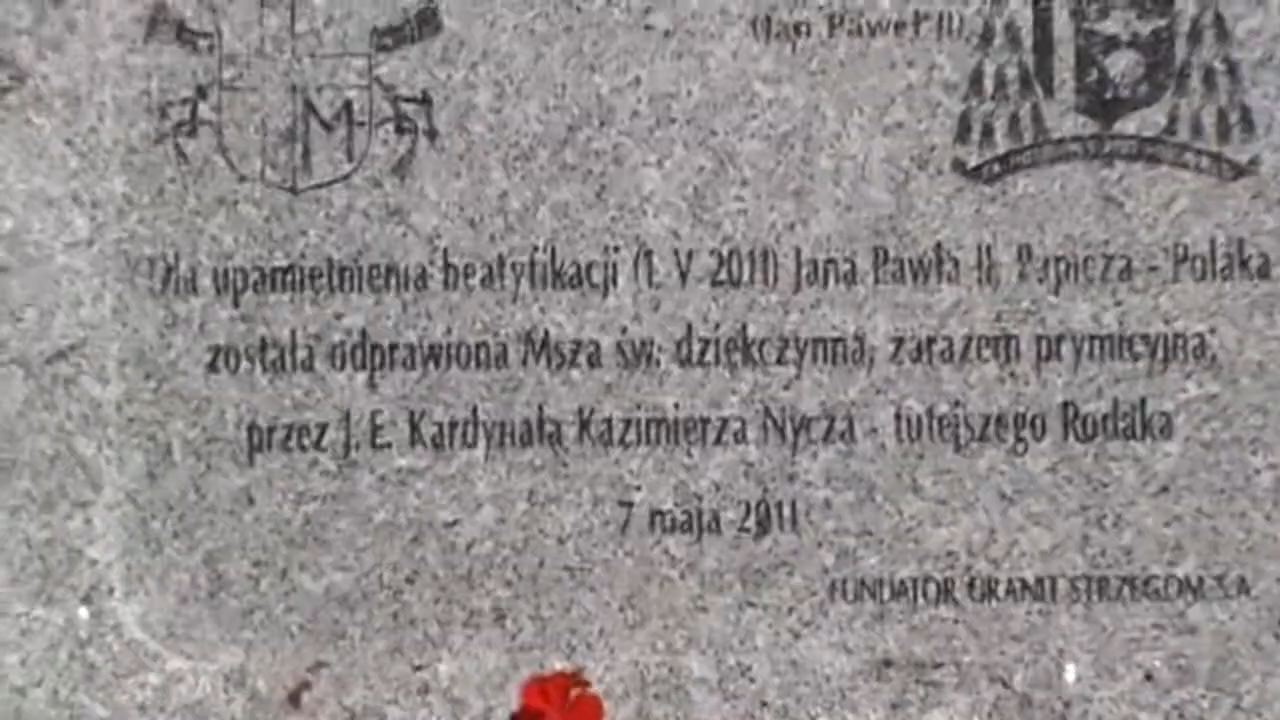 (Jan Paweł II)
M
Dla upamiętnienia beatyfikacji (1. V 2011) Jana Pawła II, Papieża - Polaka
została odprawiona Msza św. dziękczynna, zarazem prymicyjna,
przez J. E. Kardynała Kazimierza Nycza - tutejszego Rodaka
7 maja 2011
FUNDATOR GRANIT STRZEGOM S.A.